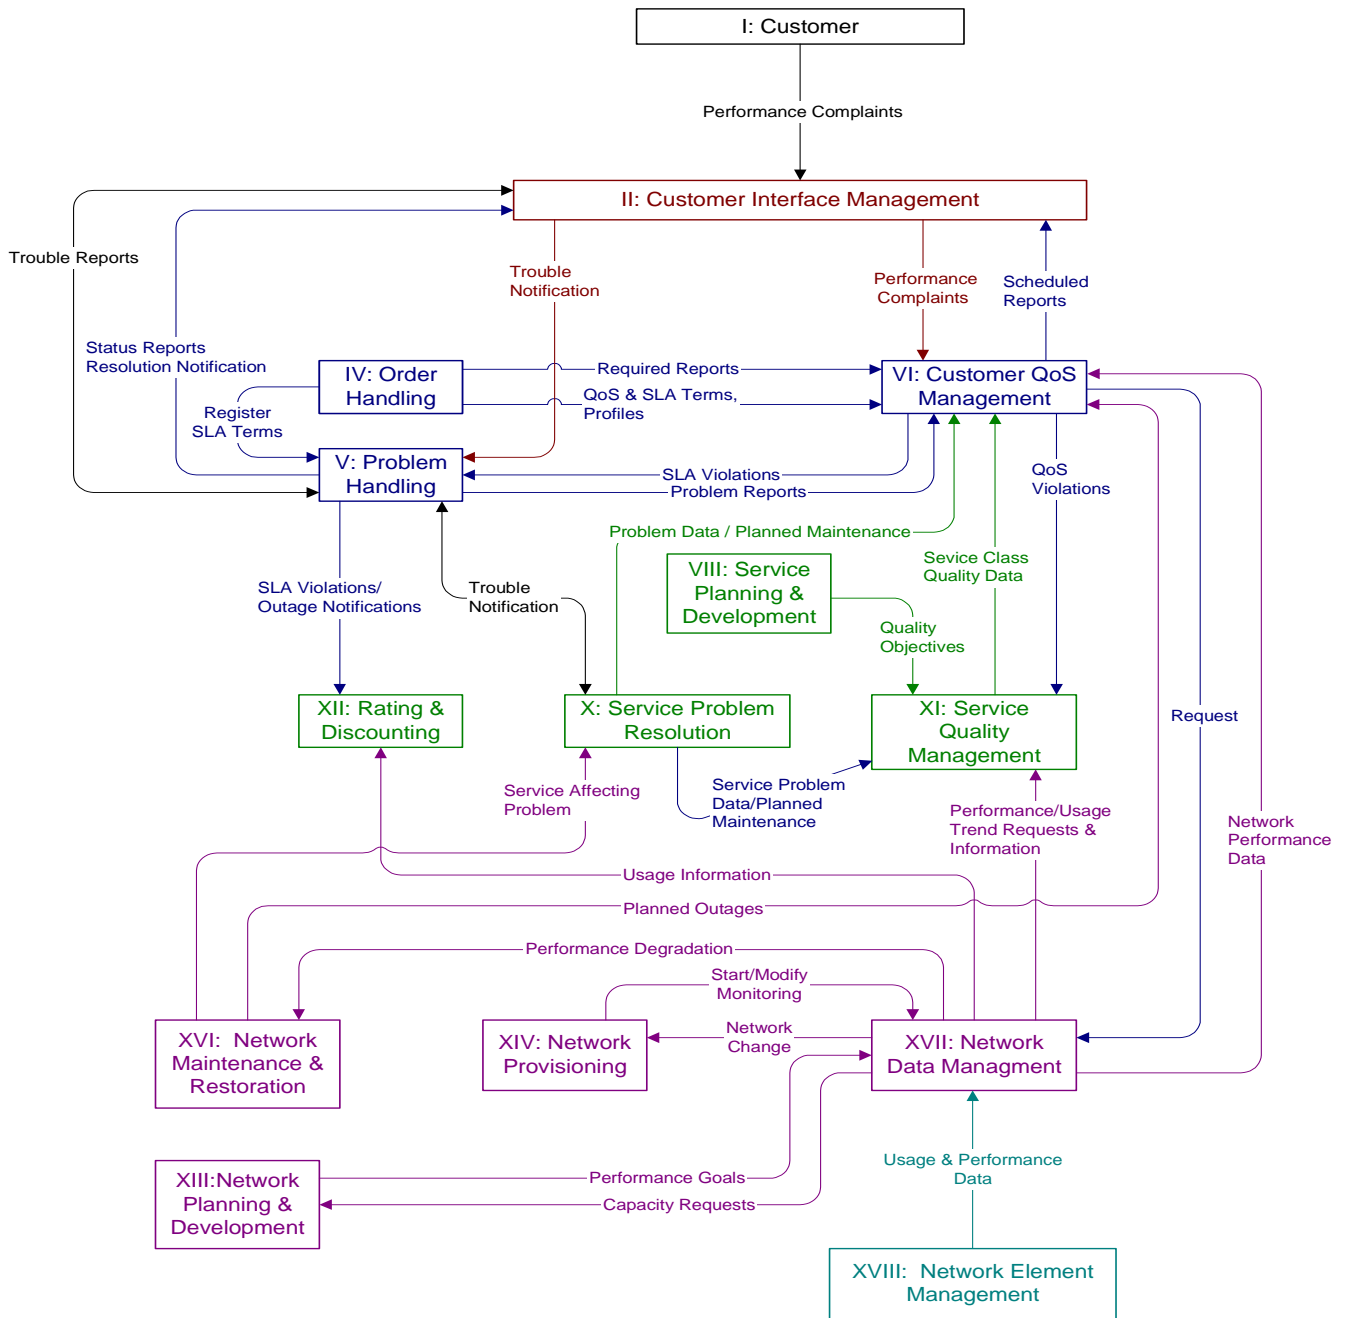 I: Customer
Performance Complaints
II: Customer Interface Management
Trouble Reports
Trouble
Notification
Performance
Complaints
Scheduled
Reports
Status Reports
Resolution Notification
IV: Order
Handling
Required Reports
QoS & SLA Terms,
Profiles
VI: Customer QoS
Management
Register
SLA Terms
V: Problem
Handling
SLA Violations
Problem Reports
QoS
Violations
Problem Data / Planned Maintenance
VIII: Service
Planning &
Development
Sevice Class
Quality Data
SLA Violations/
Outage Notifications
Trouble
Notification
Quality
Objectives
XII: Rating &
Discounting
X: Service Problem
Resolution
XI: Service
Quality
Management
Request
Service Affecting
Problem
Service Problem
Data/Planned
Maintenance
Performance/Usage
Trend Requests &
Information
Network
Performance
Data
Usage Information
Planned Outages
Performance Degradation
Start/Modify
Monitoring
XVI:  Network
Maintenance &
Restoration
XIV: Network
Provisioning
Network
Change
XVII: Network
Data Managment
XIII:Network
Planning &
Development
Performance Goals
Capacity Requests
Usage & Performance
Data
XVIII:  Network Element
Management